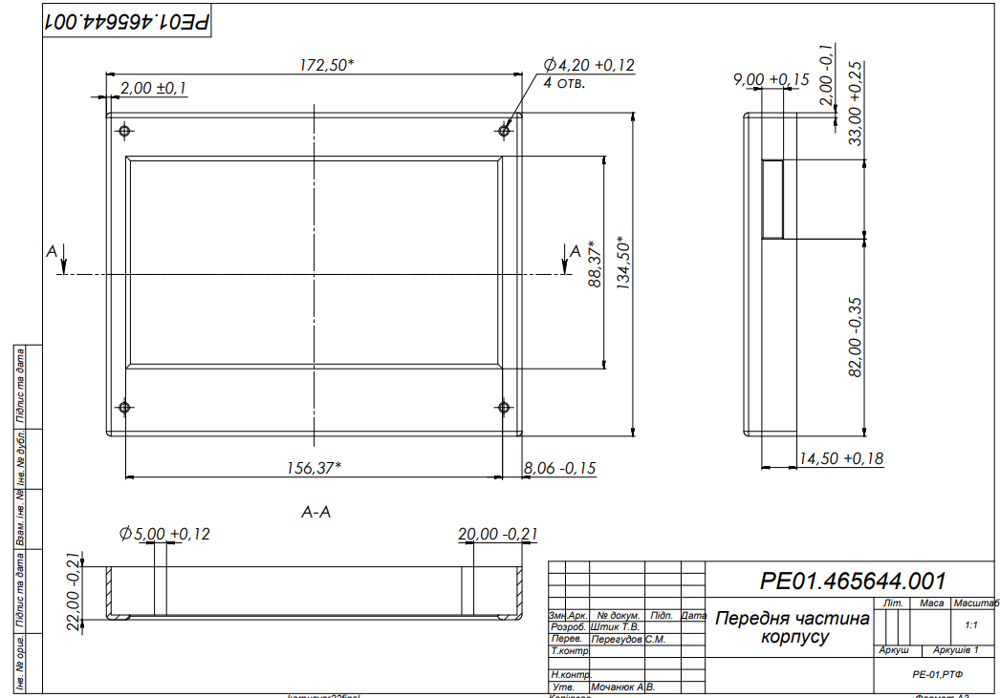 РЕ01.465644.001
172,50*
2,00 ±0,1
∅4,20 +0,12
4 отв.
9,00 +0,15
2,00 -0,1
33,00 +0,25
A
A
88,37*
134,50*
82,00 -0,35
156,37*
8,06 -0,15
14,50 +0,18
A-A
∅5,00 +0,12
20,00 -0,21
22,00 -0,21
Підпис та дата
Інв. № дубл.
Взам. інв. №
Підпис та дата
Інв. № ориг.
РЕ01.465644.001
Змн. Арк. № докум. Підп. Дата
Розроб. Штик Т.В.
Перев. Перегудов С.М.
Т.контр.
Н.контр.
Утв. Мочанюк А.В.
Передня частина
корпусу
Літ. Маса Масштаб
1:1
Аркуш Аркушів 1
РЕ-01,РТФ